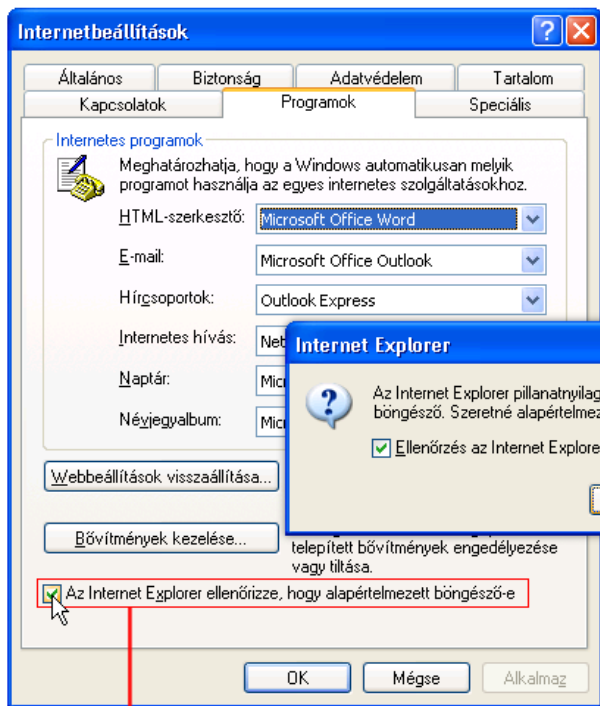 Internetbeállítások
Általános Biztonság Adatvédelem Tartalom
Kapcsolatok Programok Speciális
Internetes programok
Meghatározhatja, hogy a Windows automatikusan melyik
programot használja az egyes internetes szolgáltatásokhoz.
HTML-szerkesztő: Microsoft Office Word
E-mail: Microsoft Office Outlook
Hírcsoportok: Outlook Express
Internetes hívás: Net
Naptár:
Névjegyalbum:
Internet Explorer
Az Internet Explorer pillanatnyilag
böngésző. Szeretné alapértelmez
Ellenőrzés az Internet Explore
Webbeállítások visszaállítása...
Bővítmények kezelése...
telepített bővítmények engedélyezése
vagy tiltása.
Az Internet Explorer ellenőrizze, hogy alapértelmezett böngésző-e
OK Mégse Alkalmaz